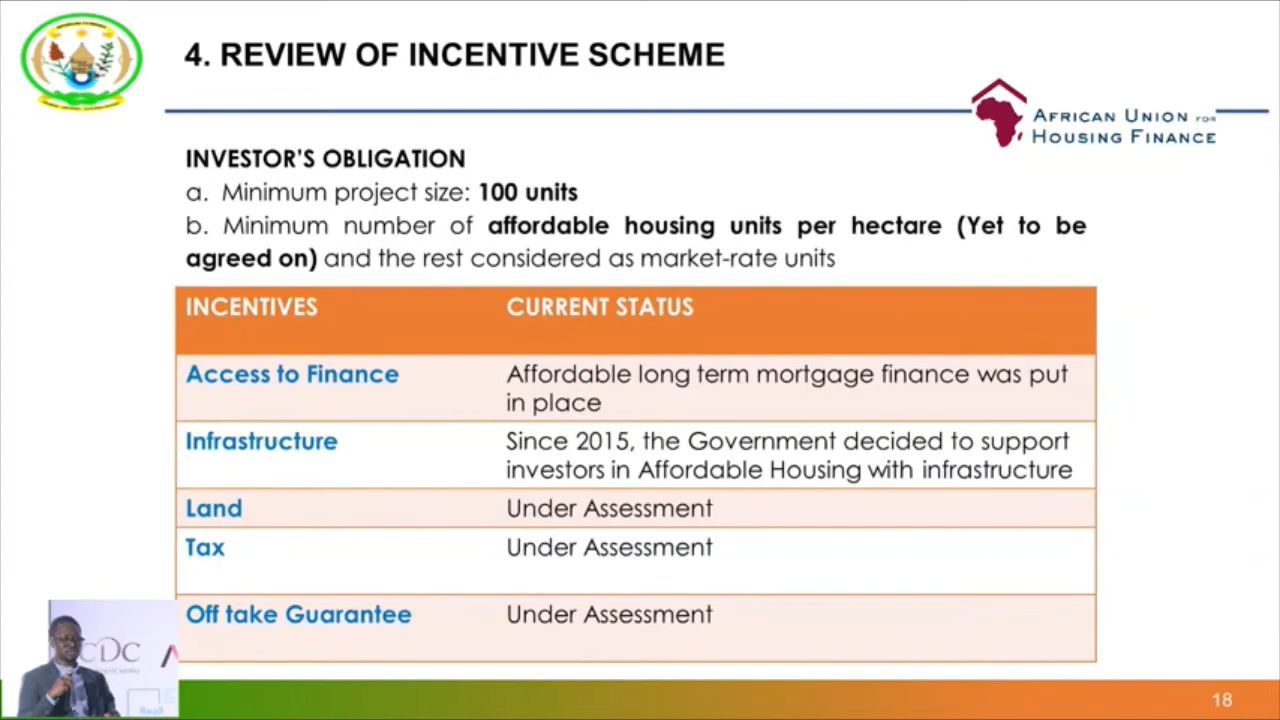 4. REVIEW OF INCENTIVE SCHEME
AFRICAN UNION FOR
HOUSING FINANCE
INVESTOR'S OBLIGATION
a. Minimum project size: 100 units
b. Minimum number of affordable housing units per hectare (Yet to be
agreed on) and the rest considered as market-rate units
INCENTIVES CURRENT STATUS
Access to Finance Affordable long term mortgage finance was put
in place
Infrastructure Since 2015, the Government decided to support
investors in Affordable Housing with infrastructure
Land Under Assessment
Tax Under Assessment
Off take Guarantee Under Assessment
CDC
Reall
18